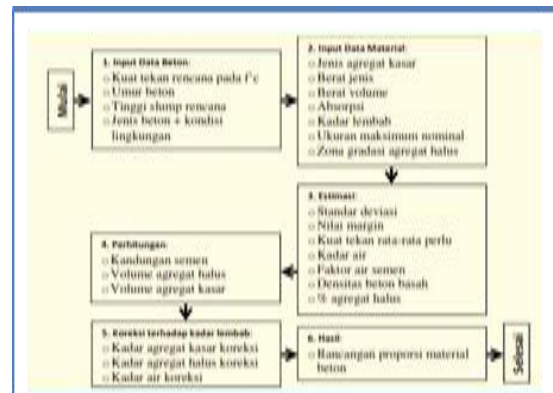 Mulai
1. Input Data Beton:
Kuat tekan rencana pada f'c
Umur beton
Tinggi slump rencana
Jenis beton + kondisi
lingkungan
2. Input Data Material:
Jenis agregat kasar
Berat jenis
Berat volume
Absorpsi
Kadar lembab
Ukuran maksimum nominal
Zona gradasi agregat halus
3. Estimasi:
Standar deviasi
Nilai margin
Kuat tekan rata-rata perlu
Kadar air
Faktor air semen
Densitas beton basah
% agregat halus
4. Perhitungan:
Kandungan semen
Volume agregat halus
Volume agregat kasar
5. Koreksi terhadap kadar lembab:
Kadar agregat kasar koreksi
Kadar agregat halus koreksi
Kadar air koreksi
6. Hasil:
Rancangan proporsi material
beton
Selesai